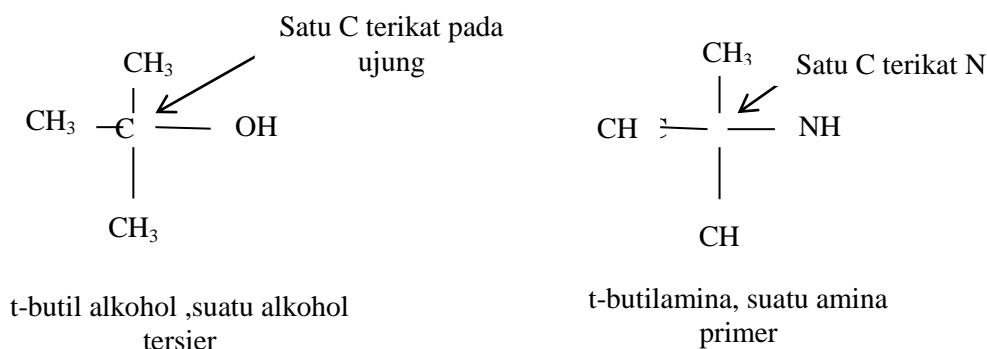 Satu C terikat pada
ujung
CH₃
CH₃ C OH
CH₃
t-butil alkohol ,suatu alkohol
tersier
CH₃
Satu C terikat N
CH NH
CH
t-butilamina, suatu amina
primer